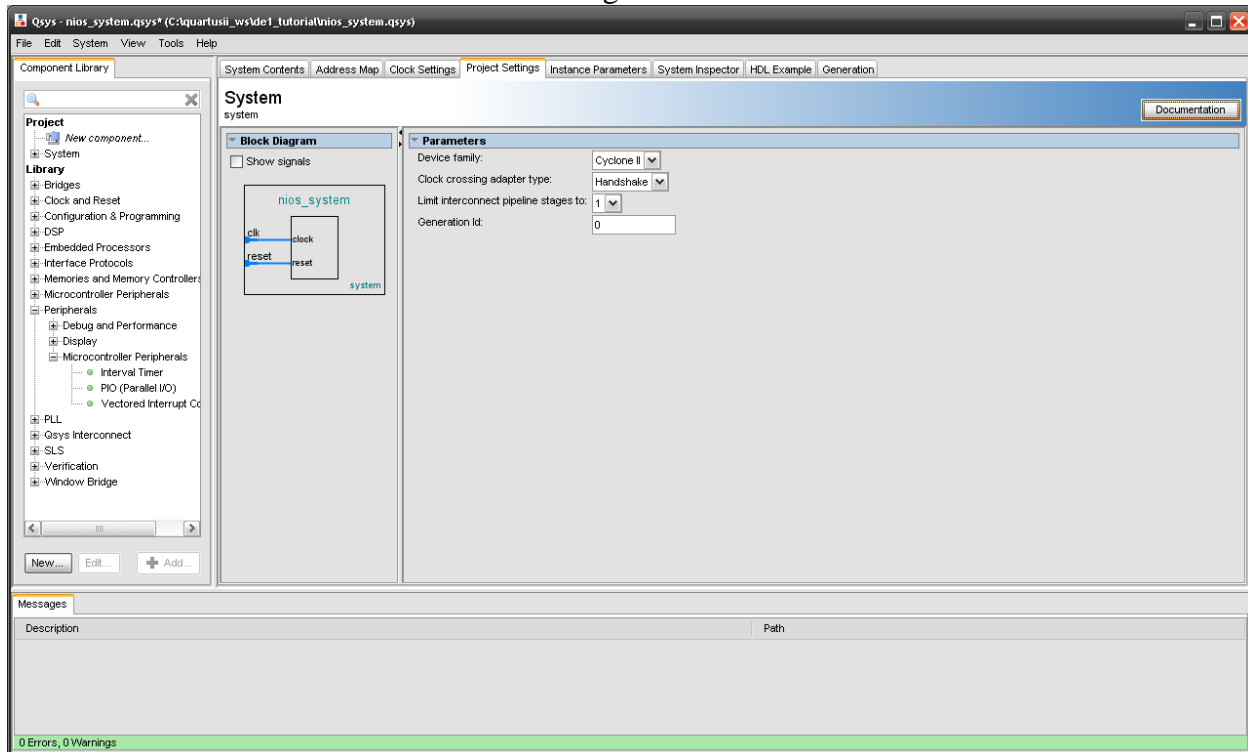 Qsys - nios_system.qsys* (C:\quartusii_ws\de1_tutorial\nios_system.qsys)
File Edit System View Tools Help
Component Library
Project
New component...
System
Library
Bridges
Clock and Reset
Configuration & Programming
DSP
Embedded Processors
Interface Protocols
Memories and Memory Controllers
Microcontroller Peripherals
Peripherals
Debug and Performance
Display
Microcontroller Peripherals
Interval Timer
PIO (Parallel I/O)
Vectored Interrupt Co
PLL
Qsys Interconnect
SLS
Verification
Window Bridge
New... Edit... Add...
System Contents Address Map Clock Settings Project Settings Instance Parameters System Inspector HDL Example Generation
System
system
Documentation
Block Diagram
Show signals
nios_system
clk
clock
reset
reset
system
Parameters
Device family: Cyclone II
Clock crossing adapter type: Handshake
Limit interconnect pipeline stages to: 1
Generation Id: 0
Messages
Description Path
0 Errors, 0 Warnings